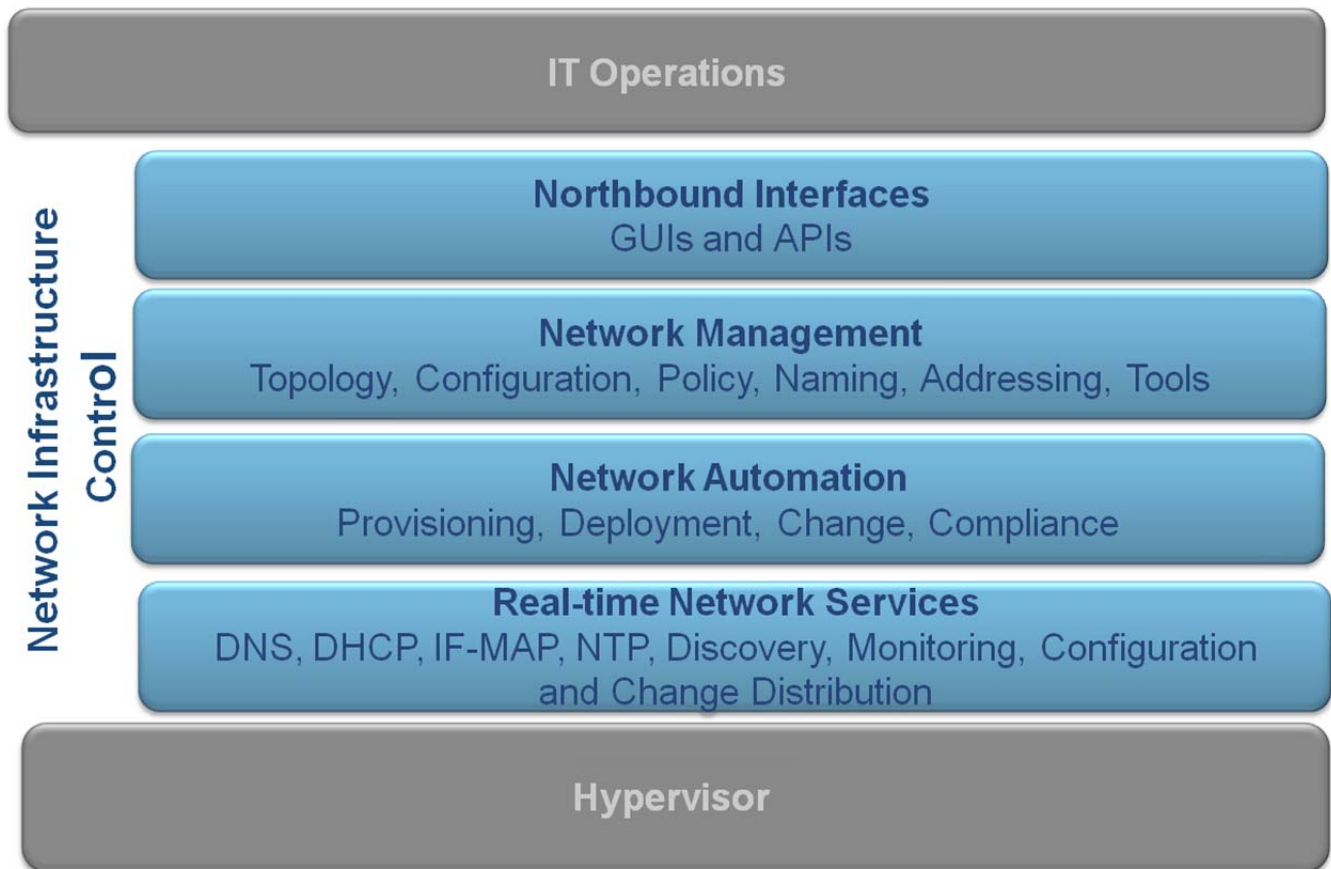 IT Operations
Network Infrastructure
Control
Northbound Interfaces
GUIs and APIs
Network Management
Topology, Configuration, Policy, Naming, Addressing, Tools
Network Automation
Provisioning, Deployment, Change, Compliance
Real-time Network Services
DNS, DHCP, IF-MAP, NTP, Discovery, Monitoring, Configuration
and Change Distribution
Hypervisor